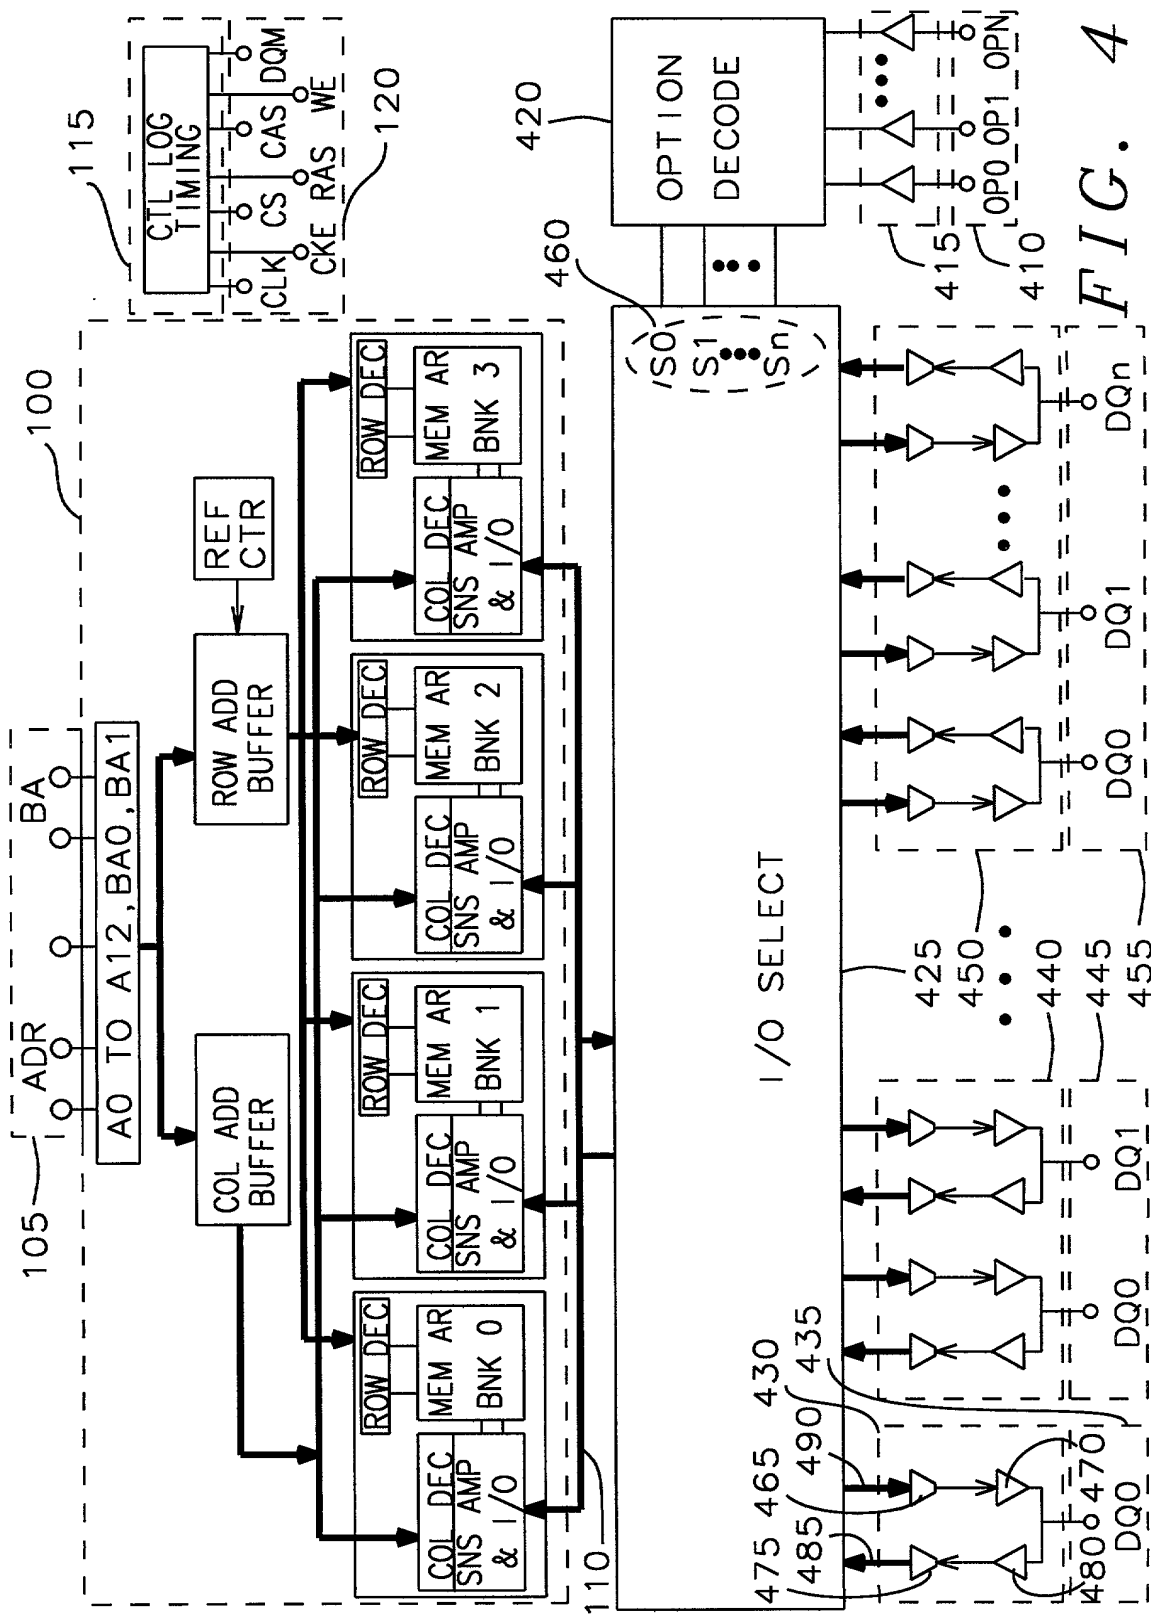 105
ADR
BA
A0 TO A12, BA0, BA1
100
COL ADD
BUFFER
ROW ADD
BUFFER
REF
CTR
115
CTL LOG
TIMING
CLK
CKE
CS
RAS
CAS
WE
DQM
120
ROW DEC
MEM AR
BNK 0
COL DEC
SNS AMP
& I/O
ROW DEC
MEM AR
BNK 1
COL DEC
SNS AMP
& I/O
ROW DEC
MEM AR
BNK 2
COL DEC
SNS AMP
& I/O
ROW DEC
MEM AR
BNK 3
COL DEC
SNS AMP
& I/O
110
I/O SELECT
425
460
S0
S1
Sn
420
OPTION
DECODE
415
410
OP0
OP1
OPN
475
485
465
490
430
435
480
470
DQ0
440
445
DQ0
DQ1
450
455
DQ0
DQ1
DQn
FIG. 4